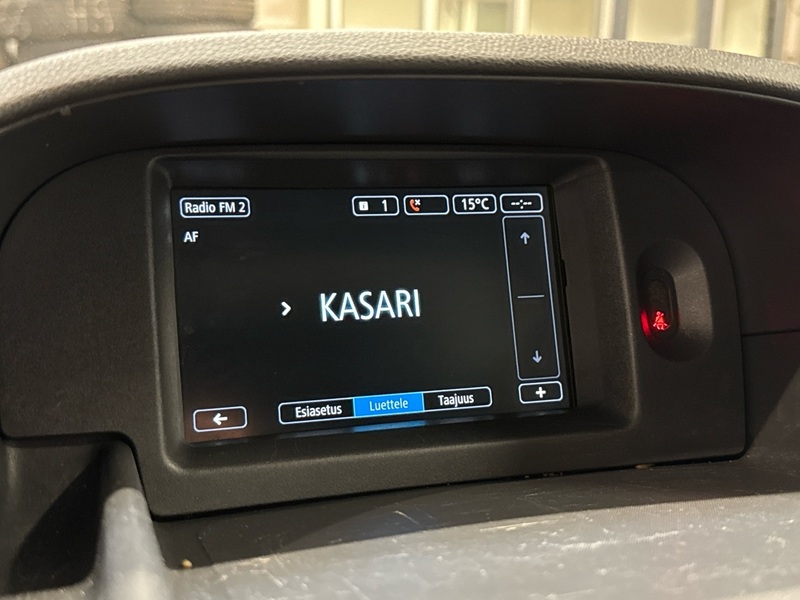 Radio FM 2
1
15°C
--:--
AF
KASARI
Esiasetus
Luettele
Taajuus